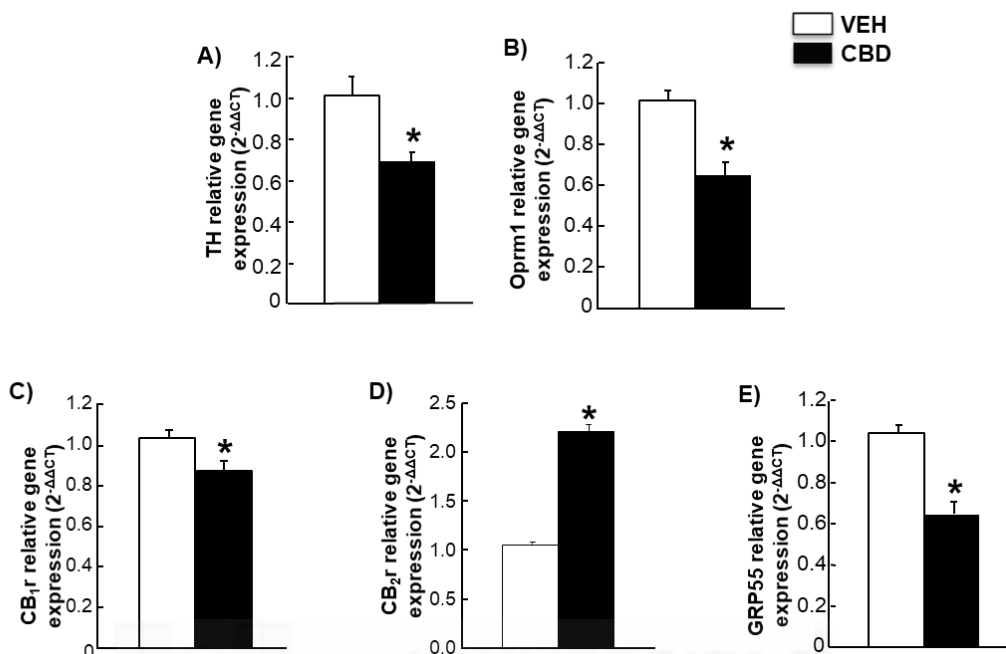 VEH
CBD
A)
TH relative gene
expression (2-ΔΔCT)
1.2
1.0
0.8
0.6
0.4
0.2
0
*
B)
Oprm1 relative gene
expression (2-ΔΔCT)
1.2
1.0
0.8
0.6
0.4
0.2
0
*
C)
CB1r relative gene
expression (2-ΔΔCT)
1.2
1.0
0.8
0.6
0.4
0.2
0
*
D)
CB2r relative gene
expression (2-ΔΔCT)
2.5
2.0
1.5
1.0
0.5
0.0
*
E)
GRP55 relative gene
expression (2-ΔΔCT)
1.2
1.0
0.8
0.6
0.4
0.2
0
*